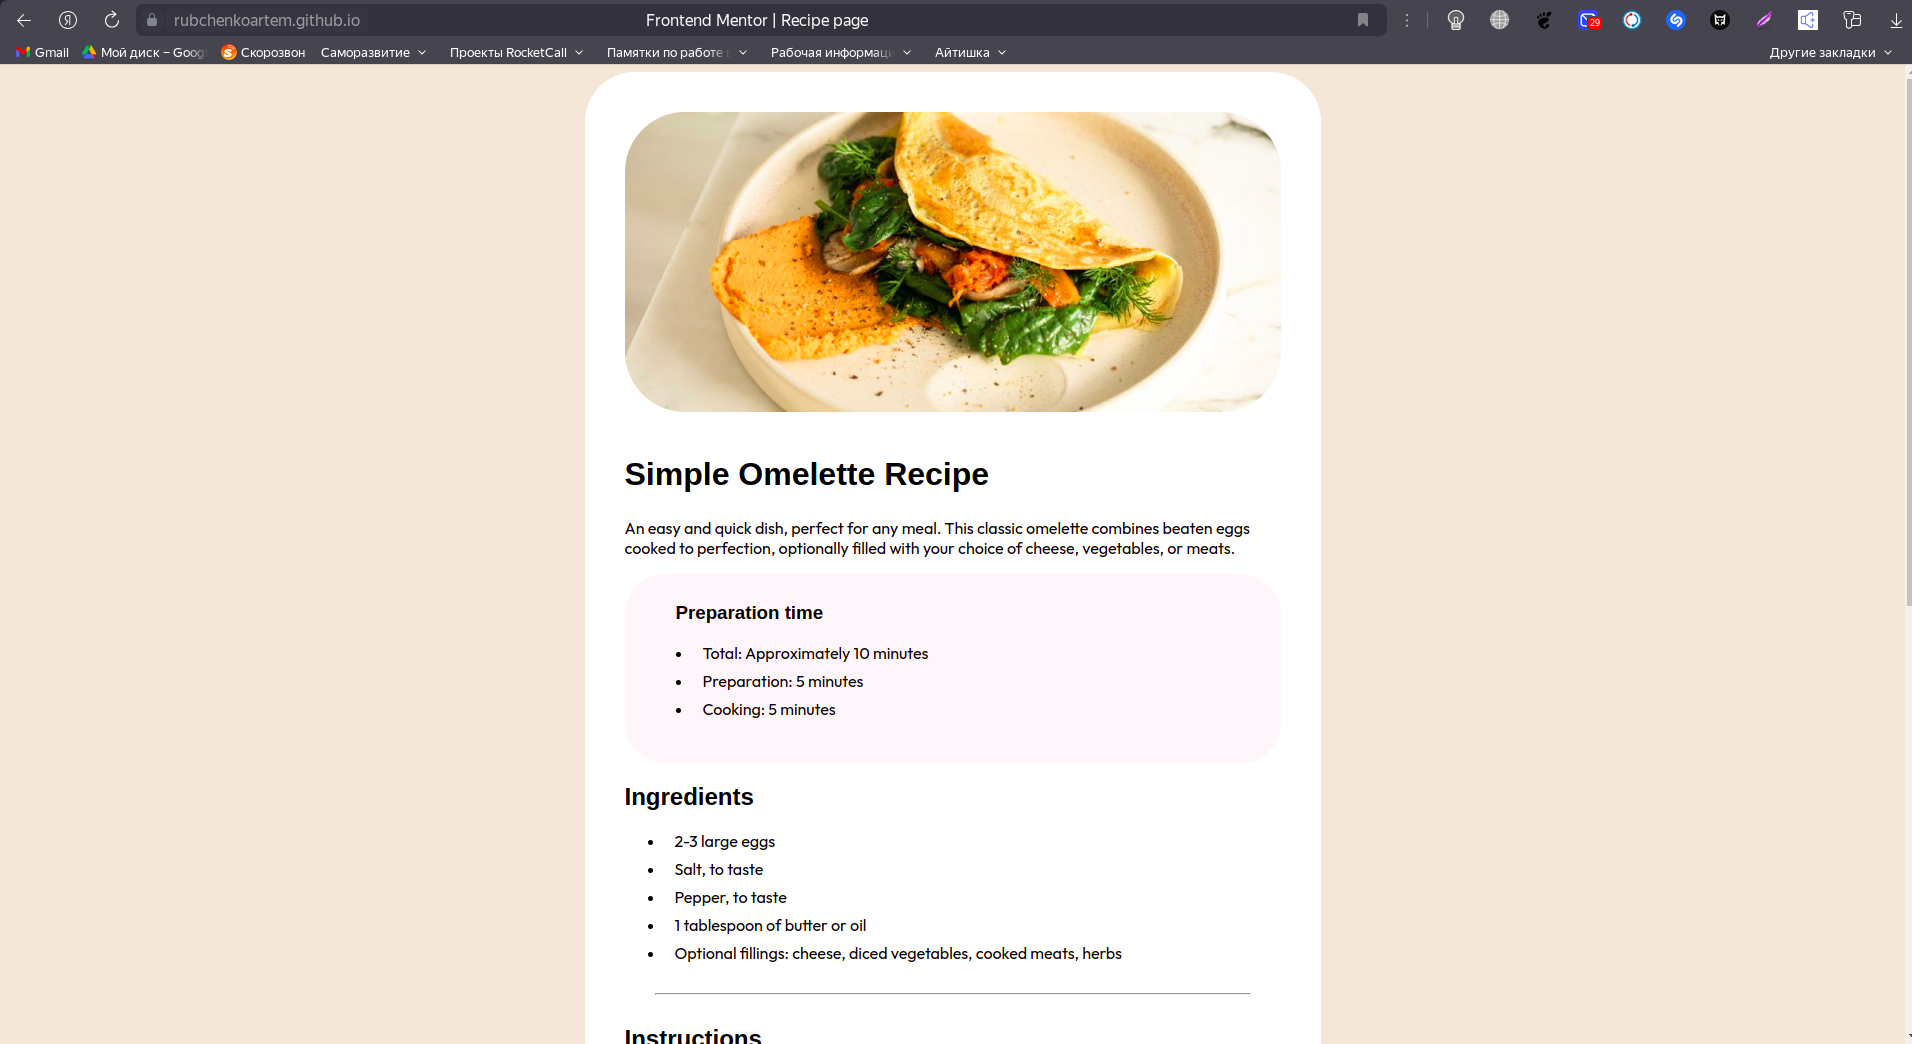 rubchenkoartem.github.io
Frontend Mentor | Recipe page
29
Gmail
Мой диск – Goog
Скорозвон
Саморазвитие
Проекты RocketCall
Памятки по работе
Рабочая информац
Айтишка
Другие закладки
Simple Omelette Recipe
An easy and quick dish, perfect for any meal. This classic omelette combines beaten eggs
cooked to perfection, optionally filled with your choice of cheese, vegetables, or meats.
Preparation time
Total: Approximately 10 minutes
Preparation: 5 minutes
Cooking: 5 minutes
Ingredients
2-3 large eggs
Salt, to taste
Pepper, to taste
1 tablespoon of butter or oil
Optional fillings: cheese, diced vegetables, cooked meats, herbs
Instructions